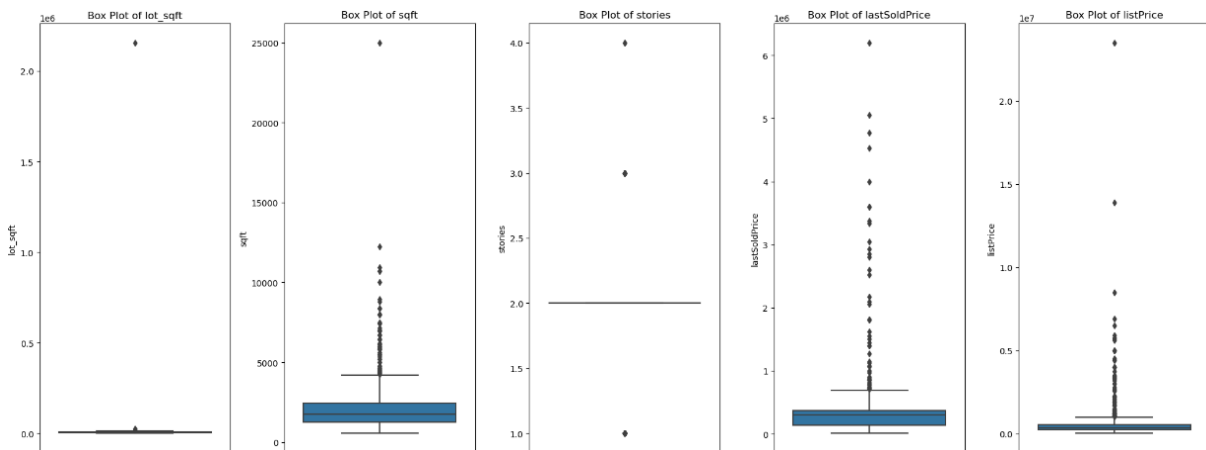 Box Plot of lot_sqft
1e6
2.0
1.5
1.0
0.5
0.0
lot_sqft
Box Plot of sqft
25000
20000
15000
10000
5000
0
sqft
Box Plot of stories
4.0
3.5
3.0
2.5
2.0
1.5
1.0
stories
Box Plot of lastSoldPrice
1e6
6
5
4
3
2
1
0
lastSoldPrice
Box Plot of listPrice
1e7
2.0
1.5
1.0
0.5
0.0
listPrice